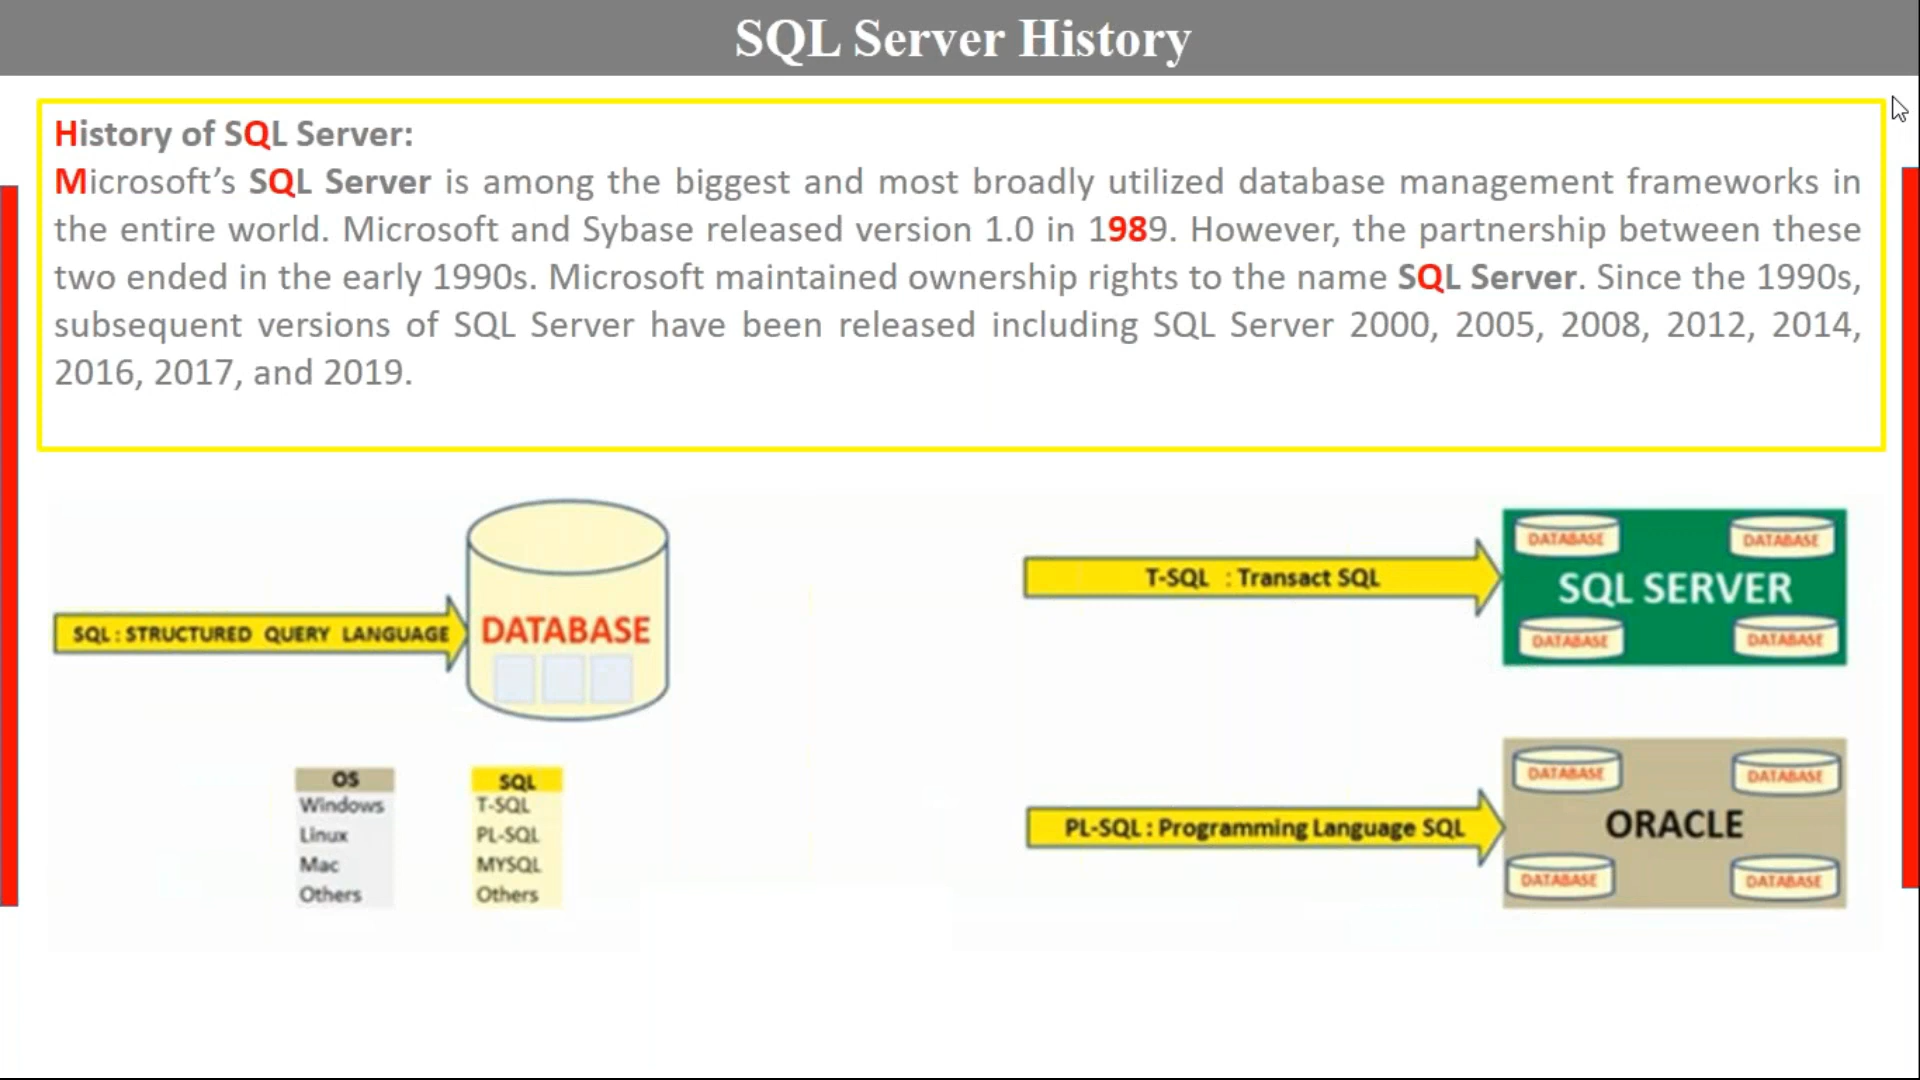 SQL Server History
History of SQL Server:
Microsoft’s SQL Server is among the biggest and most broadly utilized database management frameworks in
the entire world. Microsoft and Sybase released version 1.0 in 1989. However, the partnership between these
two ended in the early 1990s. Microsoft maintained ownership rights to the name SQL Server. Since the 1990s,
subsequent versions of SQL Server have been released including SQL Server 2000, 2005, 2008, 2012, 2014,
2016, 2017, and 2019.
SQL : STRUCTURED QUERY LANGUAGE
DATABASE
OS
Windows
Linux
Mac
Others
SQL
T-SQL
PL-SQL
MYSQL
Others
T-SQL : Transact SQL
DATABASE
DATABASE
SQL SERVER
DATABASE
DATABASE
PL-SQL : Programming Language SQL
DATABASE
DATABASE
ORACLE
DATABASE
DATABASE